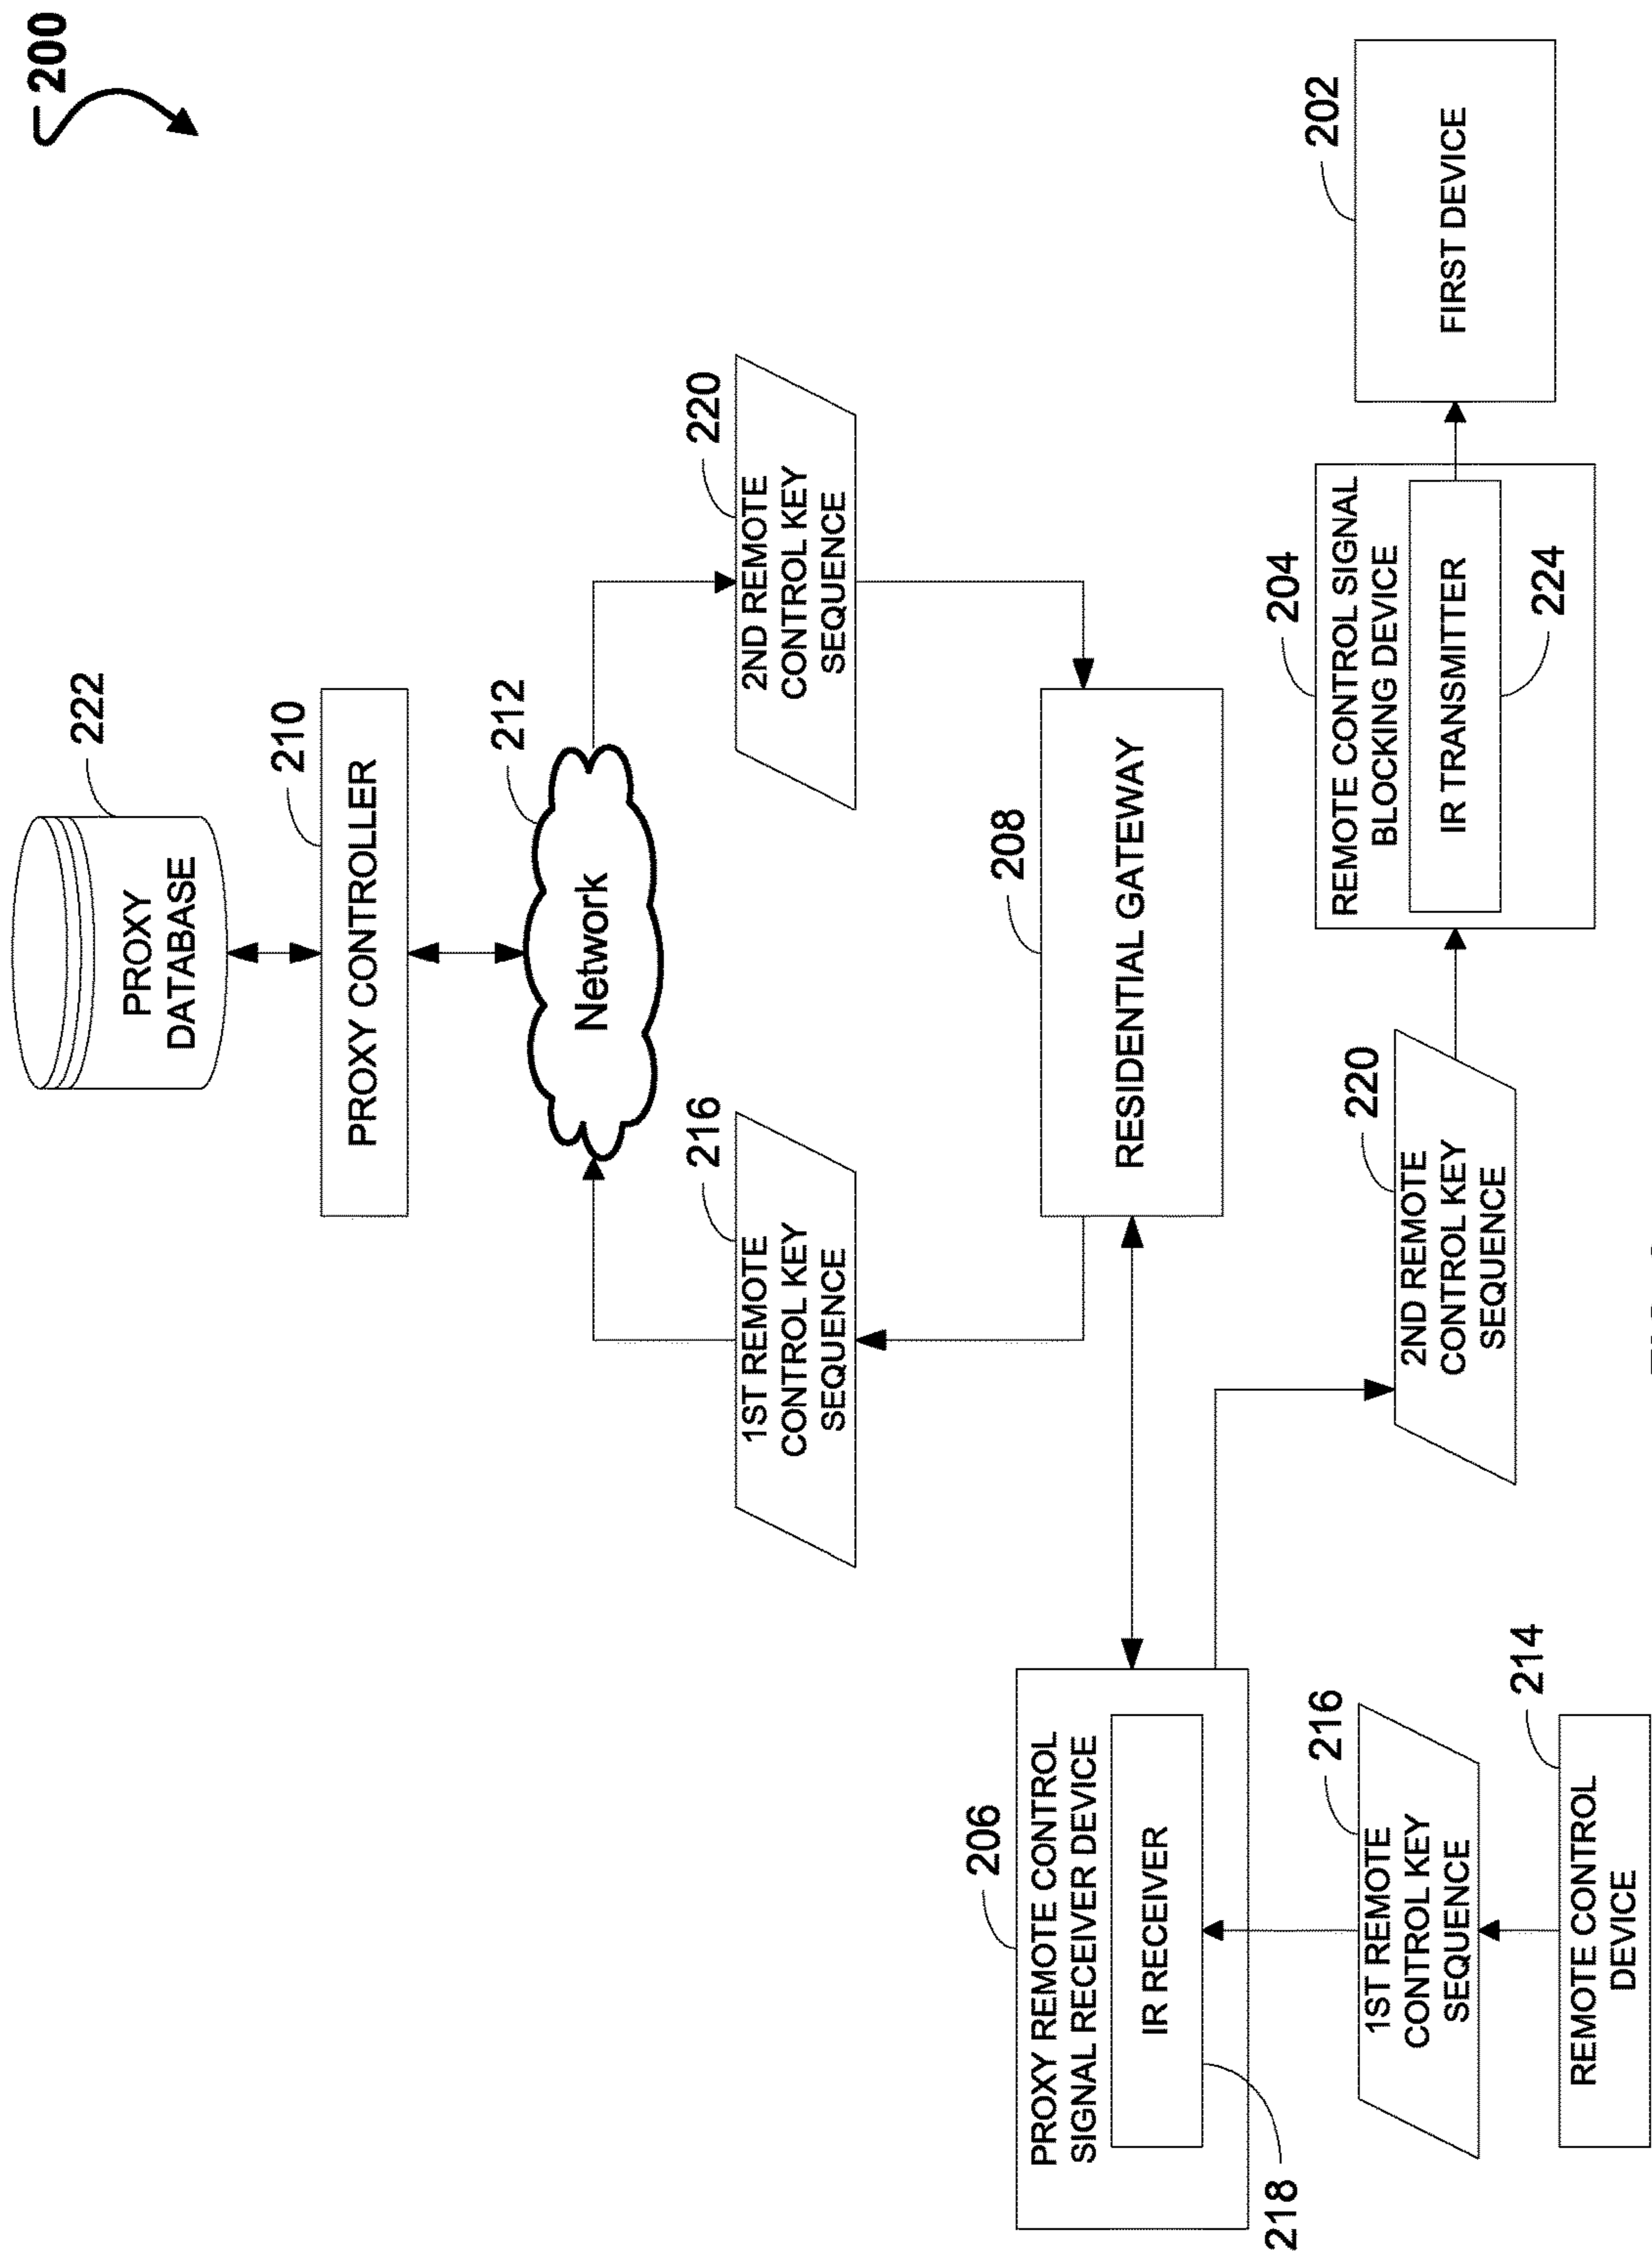 200
222
PROXY
DATABASE
210
PROXY CONTROLLER
212
Network
216
1ST REMOTE
CONTROL KEY
SEQUENCE
220
2ND REMOTE
CONTROL KEY
SEQUENCE
206
PROXY REMOTE CONTROL
SIGNAL RECEIVER DEVICE
IR RECEIVER
218
208
RESIDENTIAL GATEWAY
204
REMOTE CONTROL SIGNAL
BLOCKING DEVICE
IR TRANSMITTER
224
202
FIRST DEVICE
216
1ST REMOTE
CONTROL KEY
SEQUENCE
220
2ND REMOTE
CONTROL KEY
SEQUENCE
214
REMOTE CONTROL
DEVICE